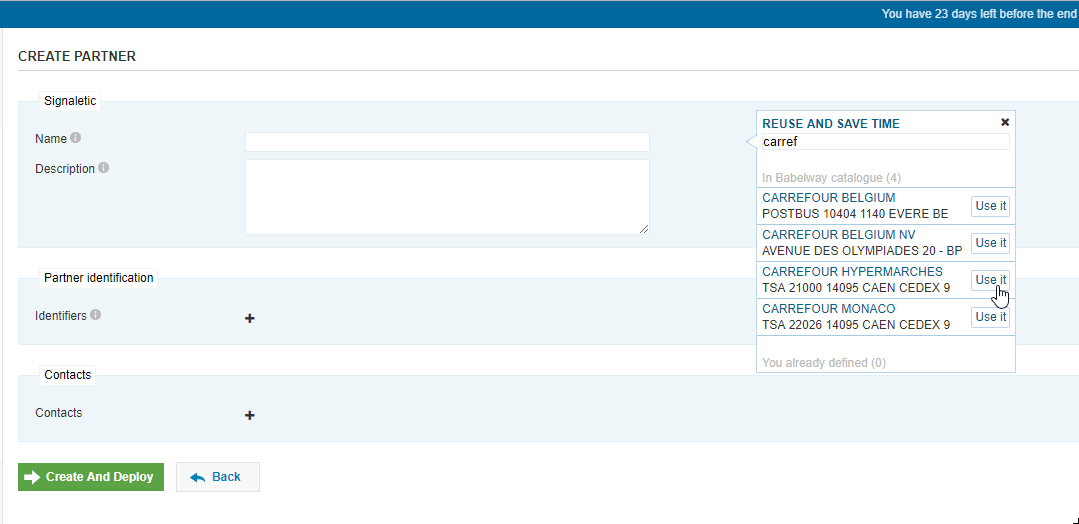 You have 23 days left before the end
CREATE PARTNER
Signaletic
Name
Description
REUSE AND SAVE TIME
carref
In Babelway catalogue (4)
CARREFOUR BELGIUM
POSTBUS 10404 1140 EVERE BE
Use it
CARREFOUR BELGIUM NV
AVENUE DES OLYMPIADES 20 - BP
Use it
CARREFOUR HYPERMARCHES
TSA 21000 14095 CAEN CEDEX 9
Use it
CARREFOUR MONACO
TSA 22026 14095 CAEN CEDEX 9
Use it
You already defined (0)
Partner identification
Identifiers
Contacts
Contacts
Create And Deploy
Back